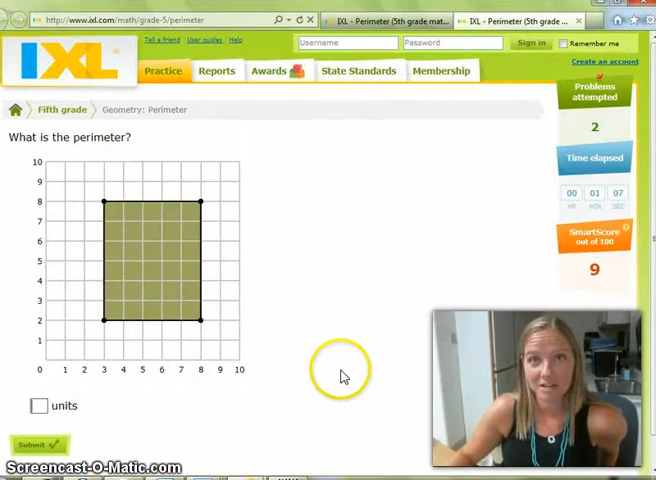 http://www.ixl.com/math/grade-5/perimeter
IXL - Perimeter (5th grade mat...
IXL - Perimeter (5th grade ...
Tell a friend User guides Help
Username
Password
Sign in
Remember me
Create an account
IXL
Practice
Reports
Awards
State Standards
Membership
Fifth grade
Geometry: Perimeter
Problems
attempted
2
Time elapsed
00 01 07
HR MIN SEC
SmartScore
out of 100
9
What is the perimeter?
10
9
8
7
6
5
4
3
2
1
0 1 2 3 4 5 6 7 8 9 10
units
Submit
Screencast-O-Matic.com